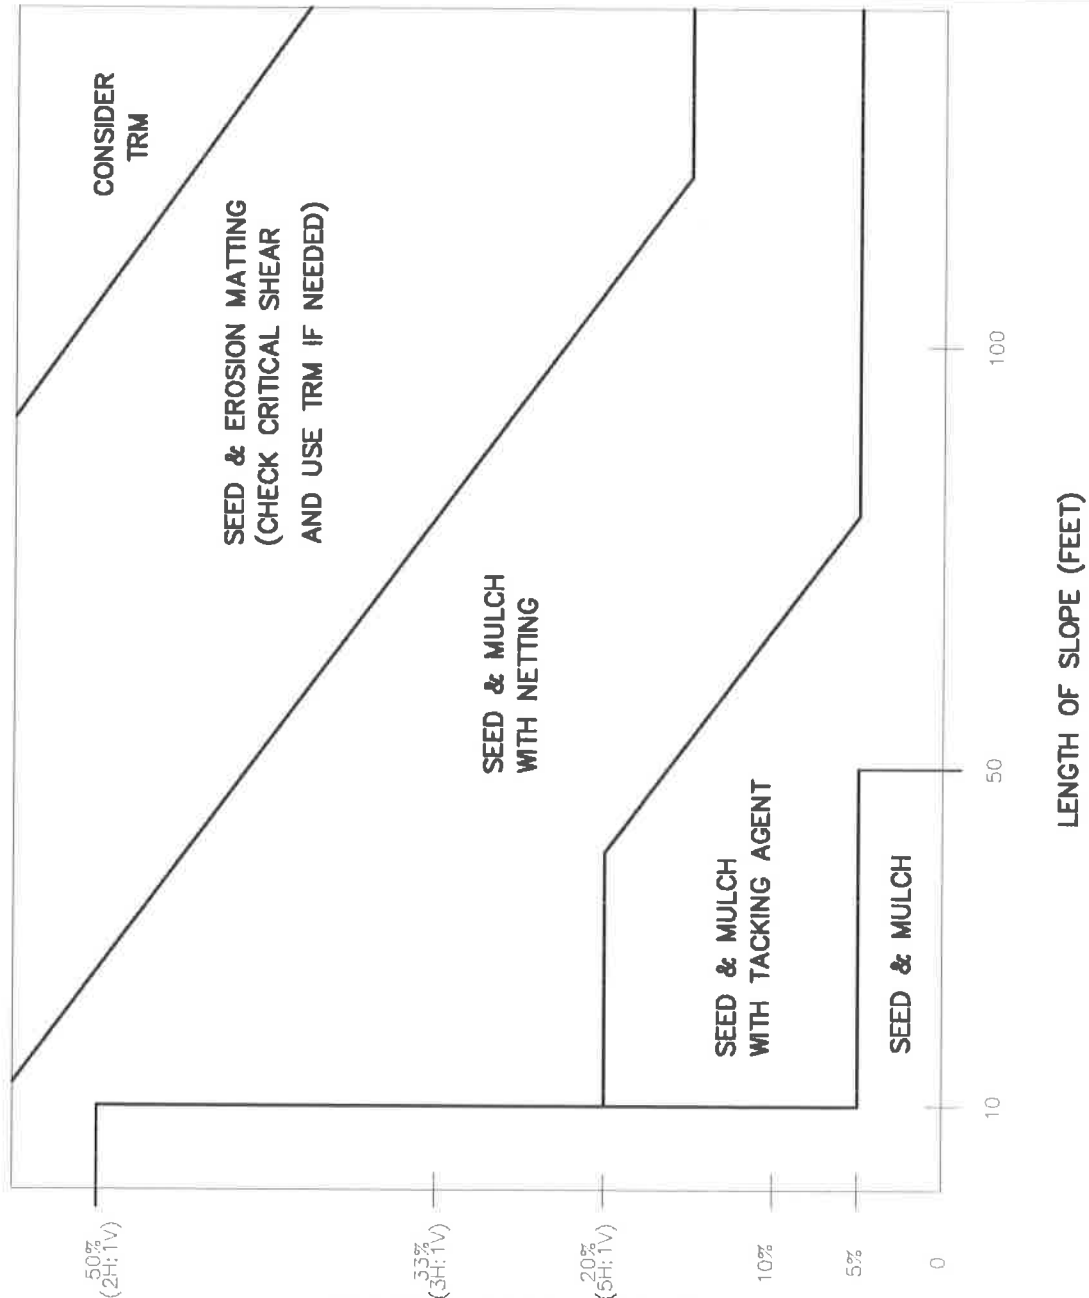 CONSIDER
TRM
SEED & EROSION MATTING
(CHECK CRITICAL SHEAR
AND USE TRM IF NEEDED)
SEED & MULCH
WITH NETTING
SEED & MULCH
WITH TACKING AGENT
SEED & MULCH
50%
(2H:1V)
33%
(3H:1V)
20%
(5H:1V)
10%
5%
0
10
50
100
LENGTH OF SLOPE (FEET)